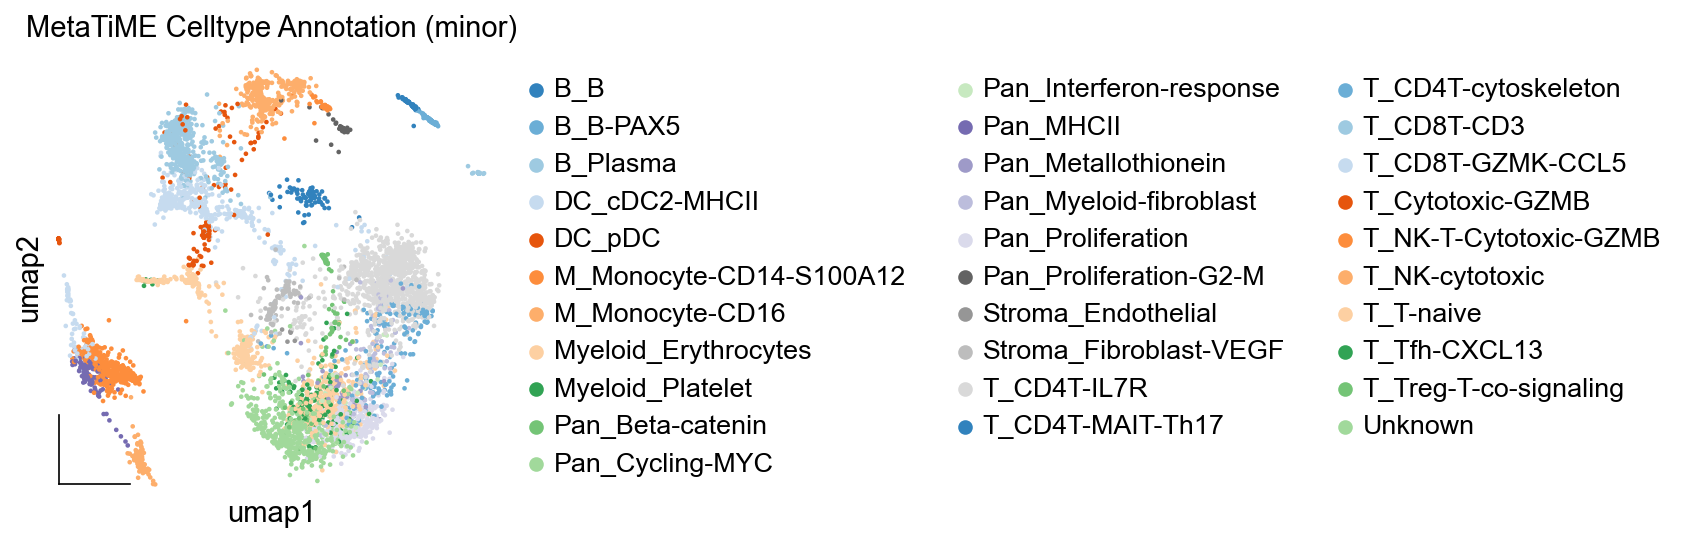 MetaTiME Celltype Annotation (minor)
umap2
umap1
B_B
B_B-PAX5
B_Plasma
DC_cDC2-MHCII
DC_pDC
M_Monocyte-CD14-S100A12
M_Monocyte-CD16
Myeloid_Erythrocytes
Myeloid_Platelet
Pan_Beta-catenin
Pan_Cycling-MYC
Pan_Interferon-response
Pan_MHCII
Pan_Metallothionein
Pan_Myeloid-fibroblast
Pan_Proliferation
Pan_Proliferation-G2-M
Stroma_Endothelial
Stroma_Fibroblast-VEGF
T_CD4T-IL7R
T_CD4T-MAIT-Th17
T_CD4T-cytoskeleton
T_CD8T-CD3
T_CD8T-GZMK-CCL5
T_Cytotoxic-GZMB
T_NK-T-Cytotoxic-GZMB
T_NK-cytotoxic
T_T-naive
T_Tfh-CXCL13
T_Treg-T-co-signaling
Unknown